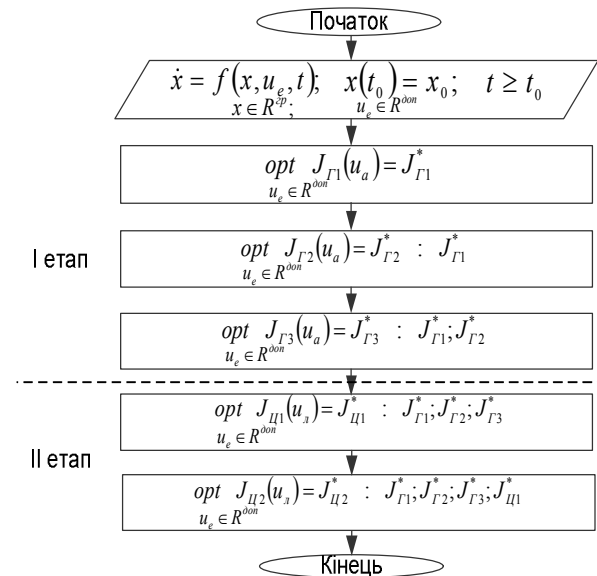 Початок
ẋ = f(x, u_e, t); x(t_0) = x_0; t ≥ t_0
x ∈ R^{гр}; u_e ∈ R^{доп}
opt J_{Г1}(u_a) = J^*_{Г1}
u_e ∈ R^{доп}
I етап
opt J_{Г2}(u_a) = J^*_{Г2} : J^*_{Г1}
u_e ∈ R^{доп}
opt J_{Г3}(u_a) = J^*_{Г3} : J^*_{Г1}; J^*_{Г2}
u_e ∈ R^{доп}
opt J_{Ц1}(u_л) = J^*_{Ц1} : J^*_{Г1}; J^*_{Г2}; J^*_{Г3}
u_e ∈ R^{доп}
II етап
opt J_{Ц2}(u_л) = J^*_{Ц2} : J^*_{Г1}; J^*_{Г2}; J^*_{Г3}; J^*_{Ц1}
u_e ∈ R^{доп}
Кінець